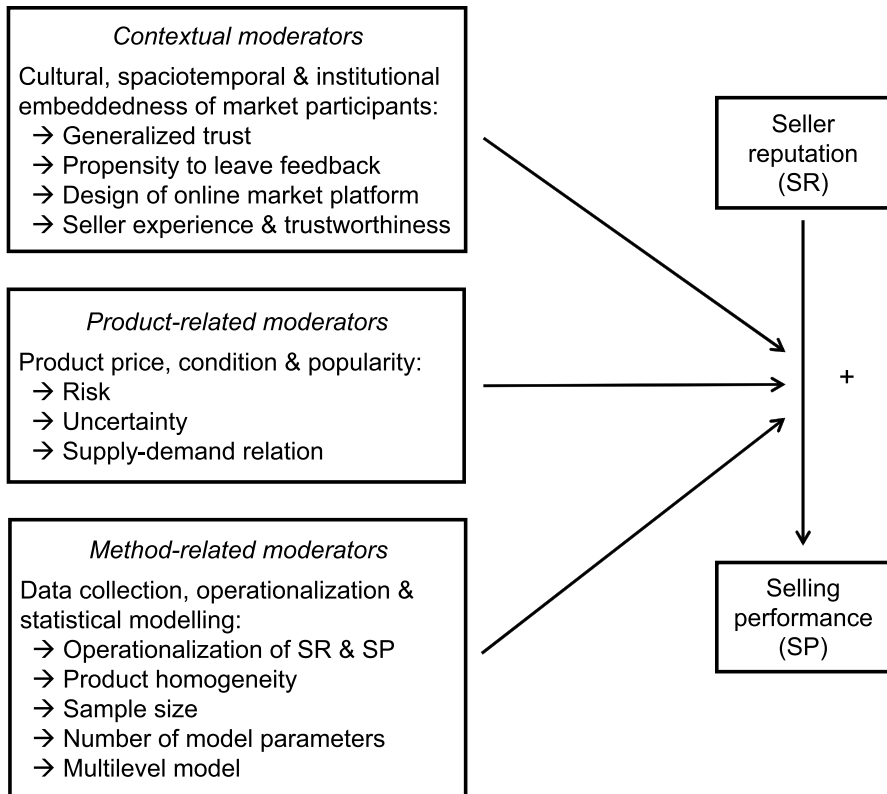 Contextual moderators
Cultural, spaciotemporal & institutional
embeddedness of market participants:
→ Generalized trust
→ Propensity to leave feedback
→ Design of online market platform
→ Seller experience & trustworthiness
Product-related moderators
Product price, condition & popularity:
→ Risk
→ Uncertainty
→ Supply-demand relation
Method-related moderators
Data collection, operationalization &
statistical modelling:
→ Operationalization of SR & SP
→ Product homogeneity
→ Sample size
→ Number of model parameters
→ Multilevel model
Seller
reputation
(SR)
+
Selling
performance
(SP)